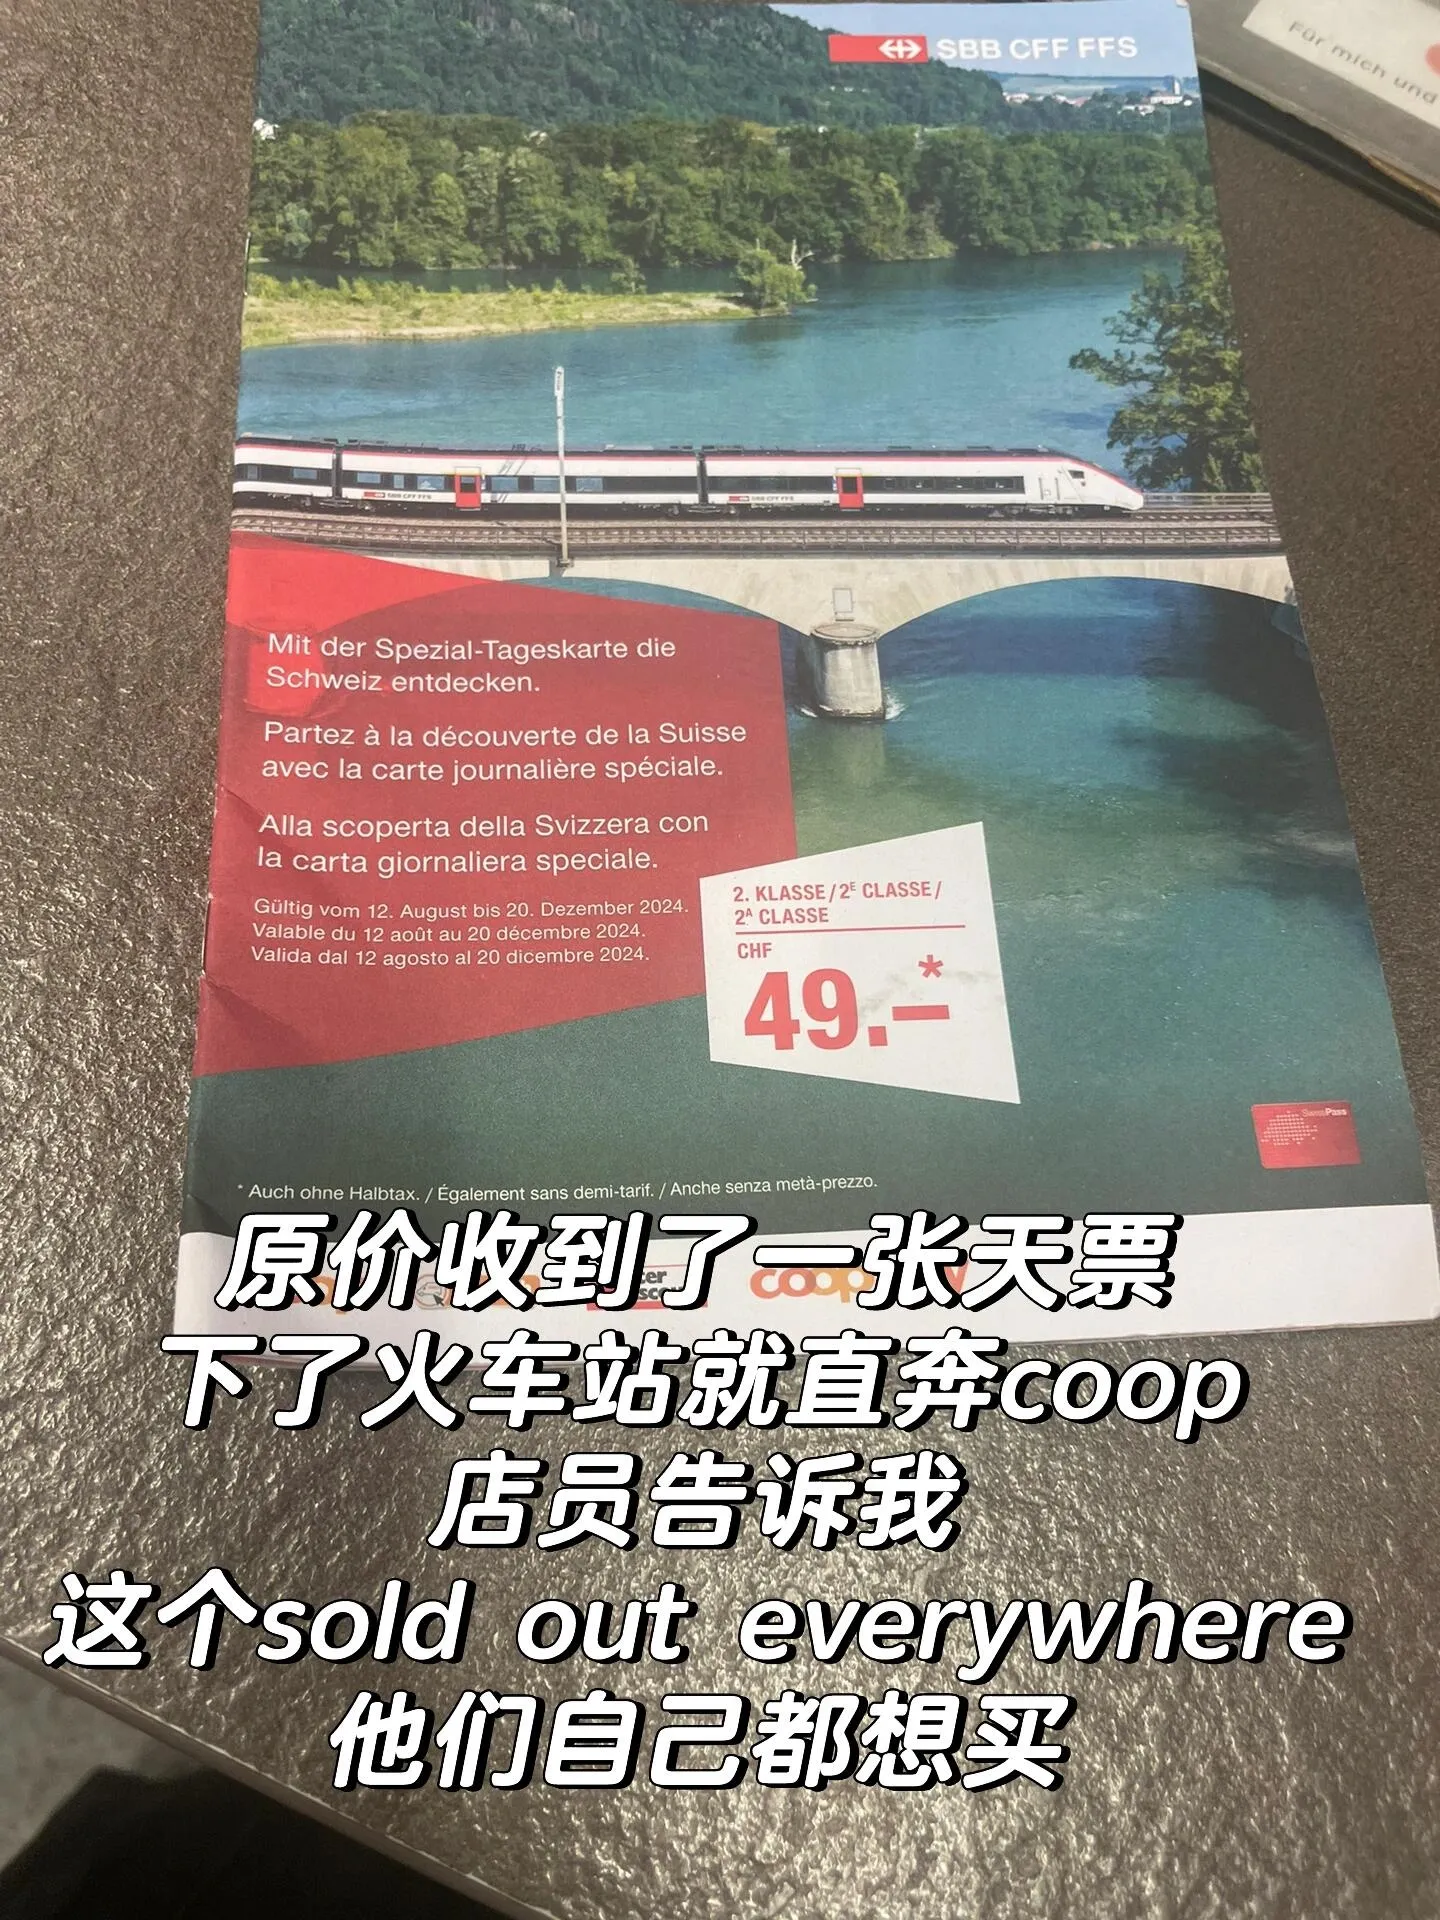 Für mich und
SBB CFF FFS
SBB CFF FFS
SBB CFF FFS
Mit der Spezial-Tageskarte die
Schweiz entdecken.
Partez à la découverte de la Suisse
avec la carte journalière spéciale.
Alla scoperta della Svizzera con
la carta giornaliera speciale.
Gültig vom 12. August bis 20. Dezember 2024.
Valable du 12 août au 20 décembre 2024.
Valida dal 12 agosto al 20 dicembre 2024.
2. KLASSE/2E CLASSE/
2A CLASSE
CHF
49.–*
SwissPass
* Auch ohne Halbtax. / Également sans demi-tarif. / Anche senza metà-prezzo.
coop
原价收到了一张天票
下了火车站就直奔coop
店员告诉我
这个sold out everywhere
他们自己都想买